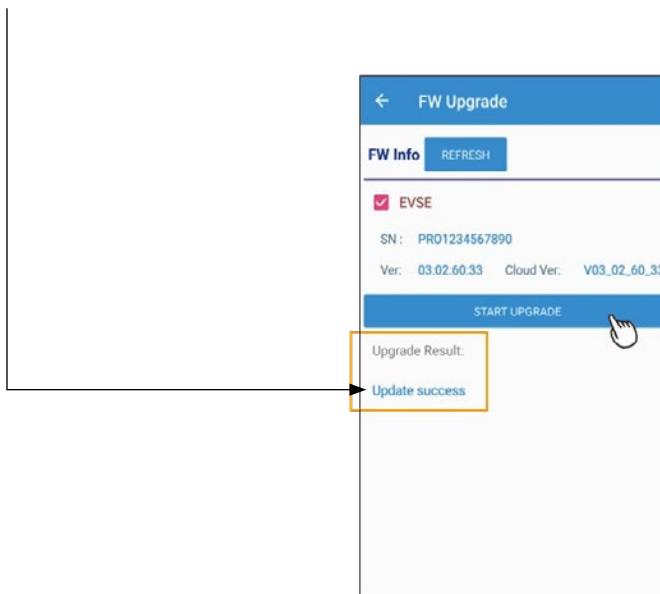 FW Upgrade
FW Info REFRESH
EVSE
SN : PRO1234567890
Ver: 03.02.60.33 Cloud Ver: V03_02_60_33
START UPGRADE
Upgrade Result:
Update success